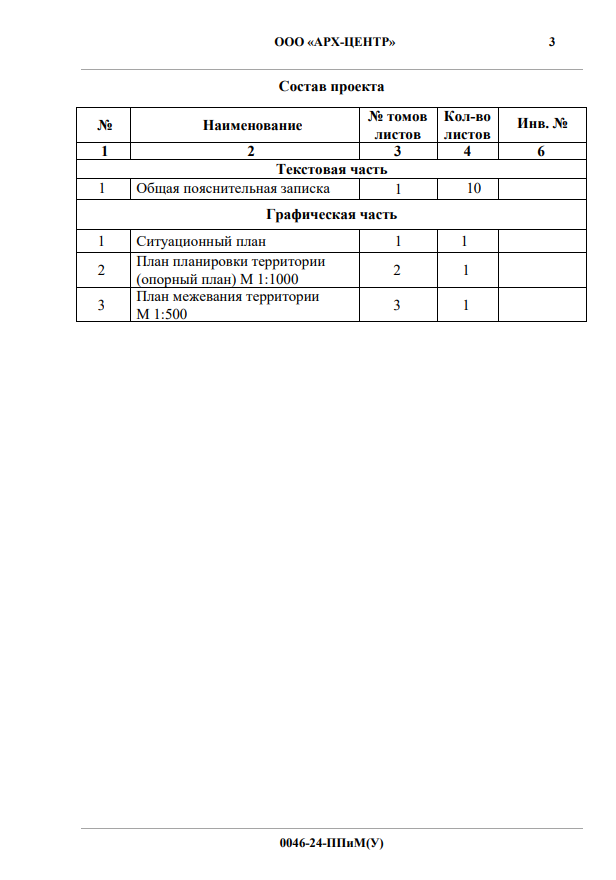 ООО «АРХ-ЦЕНТР» 3
Состав проекта
№ Наименование № томов листов Кол-во листов Инв. №
1 2 3 4 6
Текстовая часть
1 Общая пояснительная записка 1 10
Графическая часть
1 Ситуационный план 1 1
2 План планировки территории (опорный план) М 1:1000 2 1
3 План межевания территории М 1:500 3 1
0046-24-ППиМ(У)